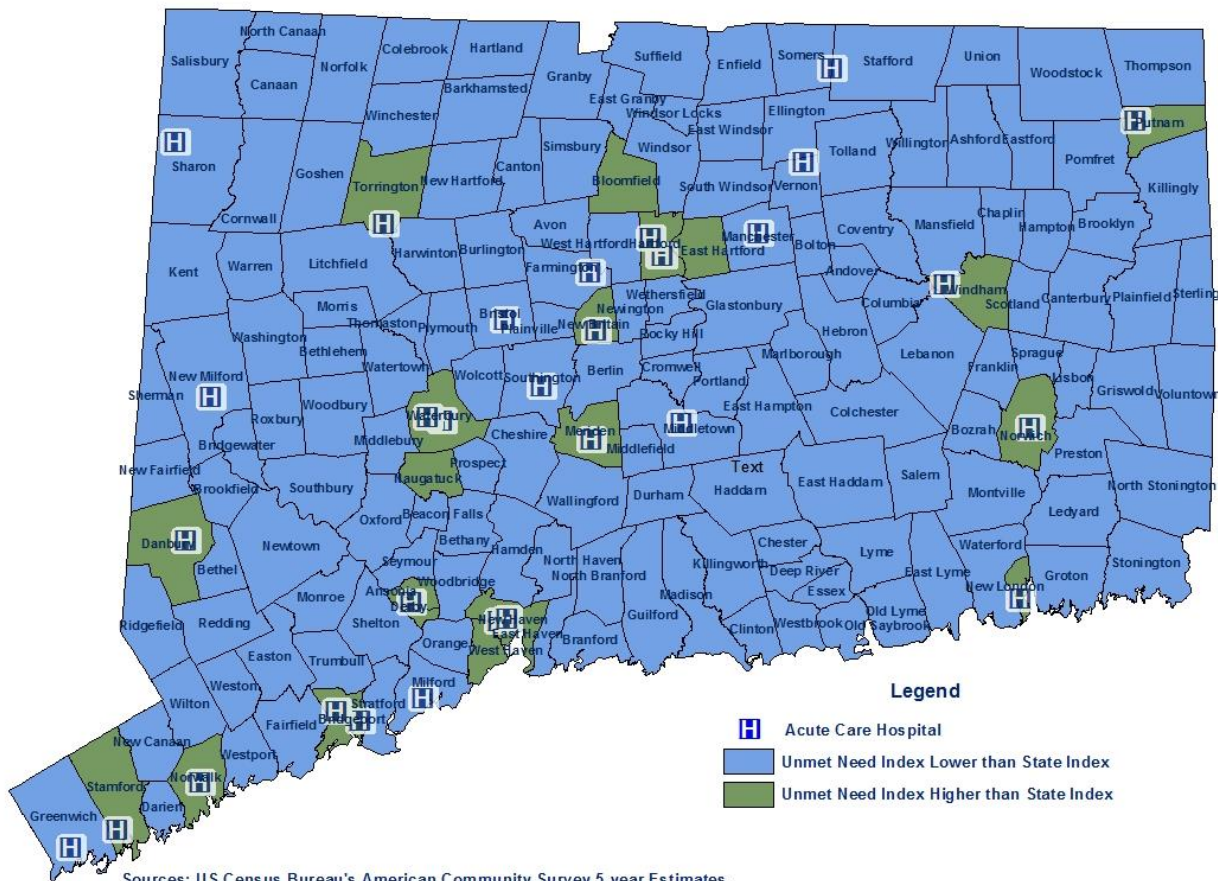 North Canaan
Colebrook
Hartland
Salisbury
Norfolk
Canaan
Suffield
Enfield
Somers
Stafford
Union
Woodstock
Thompson
Granby
Barkhamsted
East Granby
Winchester
Windsor Locks
Ellington
East Windsor
Putnam
Simsbury
Windsor
Tolland
Willington
Ashford
Eastford
Pomfret
Sharon
Goshen
Torrington
New Hartford
Canton
Bloomfield
South Windsor
Vernon
Killingly
Cornwall
Avon
West Hartford
Hartford
East Hartford
Manchester
Bolton
Coventry
Mansfield
Chaplin
Hampton
Brooklyn
Kent
Warren
Litchfield
Harwinton
Burlington
Farmington
Andover
Columbia
Windham
Scotland
Canterbury
Plainfield
Sterling
Morris
Thomaston
Plymouth
Bristol
Plainville
New Britain
Newington
Wethersfield
Rocky Hill
Glastonbury
Hebron
Washington
Bethlehem
Watertown
Wolcott
Southington
Berlin
Cromwell
Portland
Marlborough
Lebanon
Franklin
Sprague
Lisbon
Griswold
Voluntown
New Milford
Sherman
Roxbury
Woodbury
Waterbury
Middlebury
Cheshire
Meriden
Middlefield
Middletown
East Hampton
Colchester
Bozrah
Norwich
Preston
Bridgewater
New Fairfield
Brookfield
Southbury
Naugatuck
Prospect
Wallingford
Durham
Text
Haddam
East Haddam
Salem
Montville
North Stonington
Ledyard
Danbury
Bethel
Newtown
Oxford
Beacon Falls
Bethany
Hamden
Seymou
Woodbridge
North Haven
North Branford
Killingworth
Chester
Deep River
Essex
Lyme
East Lyme
Waterford
New London
Groton
Stonington
Ridgefield
Redding
Monroe
Ansonia
Derby
Shelton
New Haven
East Haven
West Haven
Branford
Guilford
Madison
Clinton
Westbrook
Old Saybrook
Old Lyme
Orange
Milford
Easton
Trumbull
Stratford
Bridgeport
Fairfield
Weston
Wilton
New Canaan
Westport
Norwalk
Stamford
Darien
Greenwich
Legend
H Acute Care Hospital
Unmet Need Index Lower than State Index
Unmet Need Index Higher than State Index
Sources: US Census Bureau's American Community Survey 5 year Estimates